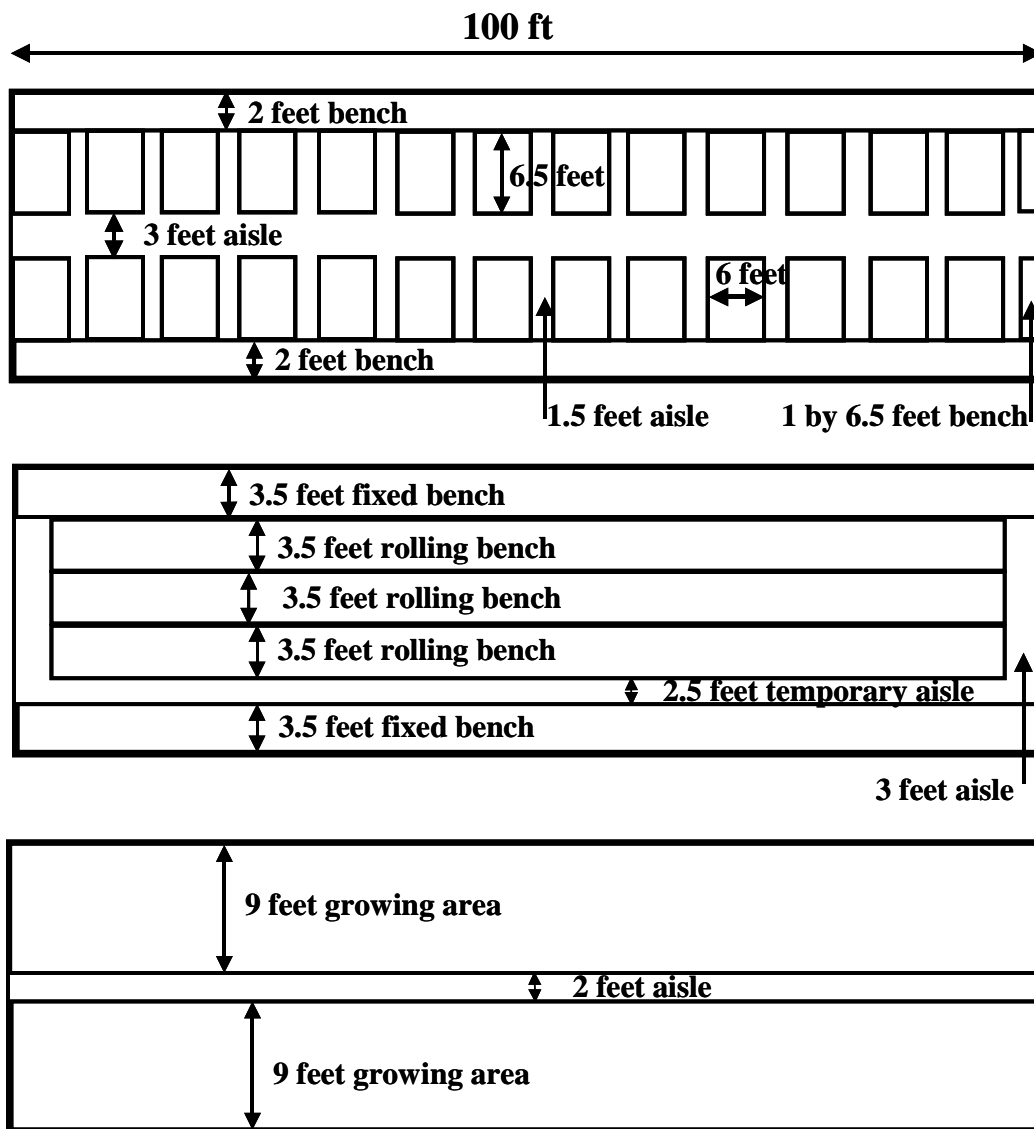 100 ft
2 feet bench
6.5 feet
3 feet aisle
6 feet
2 feet bench
1.5 feet aisle
1 by 6.5 feet bench
3.5 feet fixed bench
3.5 feet rolling bench
3.5 feet rolling bench
3.5 feet rolling bench
2.5 feet temporary aisle
3.5 feet fixed bench
3 feet aisle
9 feet growing area
2 feet aisle
9 feet growing area